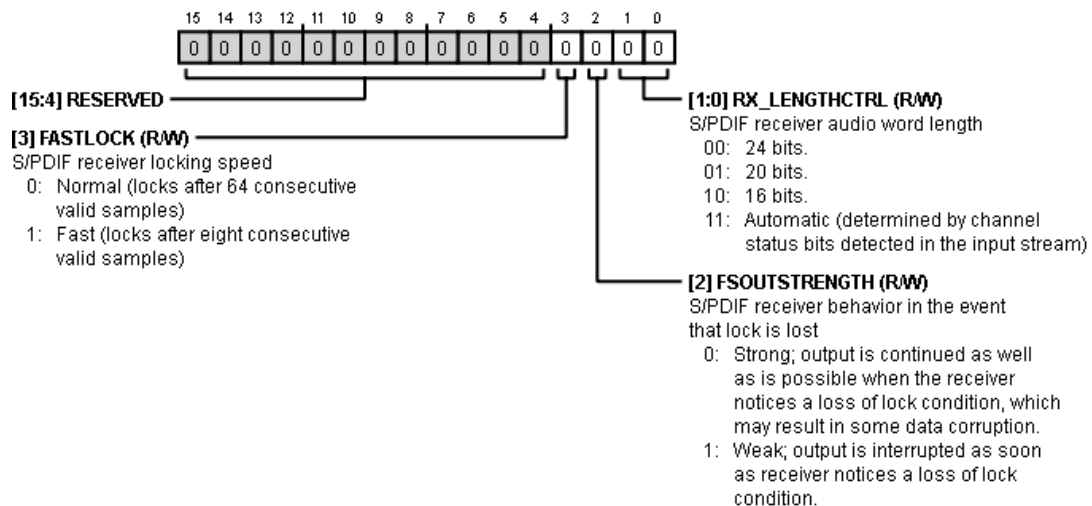 15 14 13 12 11 10 9 8 7 6 5 4 3 2 1 0
0 0 0 0 0 0 0 0 0 0 0 0 0 0 0 0
[15:4] RESERVED
[3] FASTLOCK (R/W)
S/PDIF receiver locking speed
0: Normal (locks after 64 consecutive
valid samples)
1: Fast (locks after eight consecutive
valid samples)
[1:0] RX_LENGTHCTRL (R/W)
S/PDIF receiver audio word length
00: 24 bits.
01: 20 bits.
10: 16 bits.
11: Automatic (determined by channel
status bits detected in the input stream)
[2] FSOUTSTRENGTH (R/W)
S/PDIF receiver behavior in the event
that lock is lost
0: Strong; output is continued as well
as is possible when the receiver
notices a loss of lock condition, which
may result in some data corruption.
1: Weak; output is interrupted as soon
as receiver notices a loss of lock
condition.